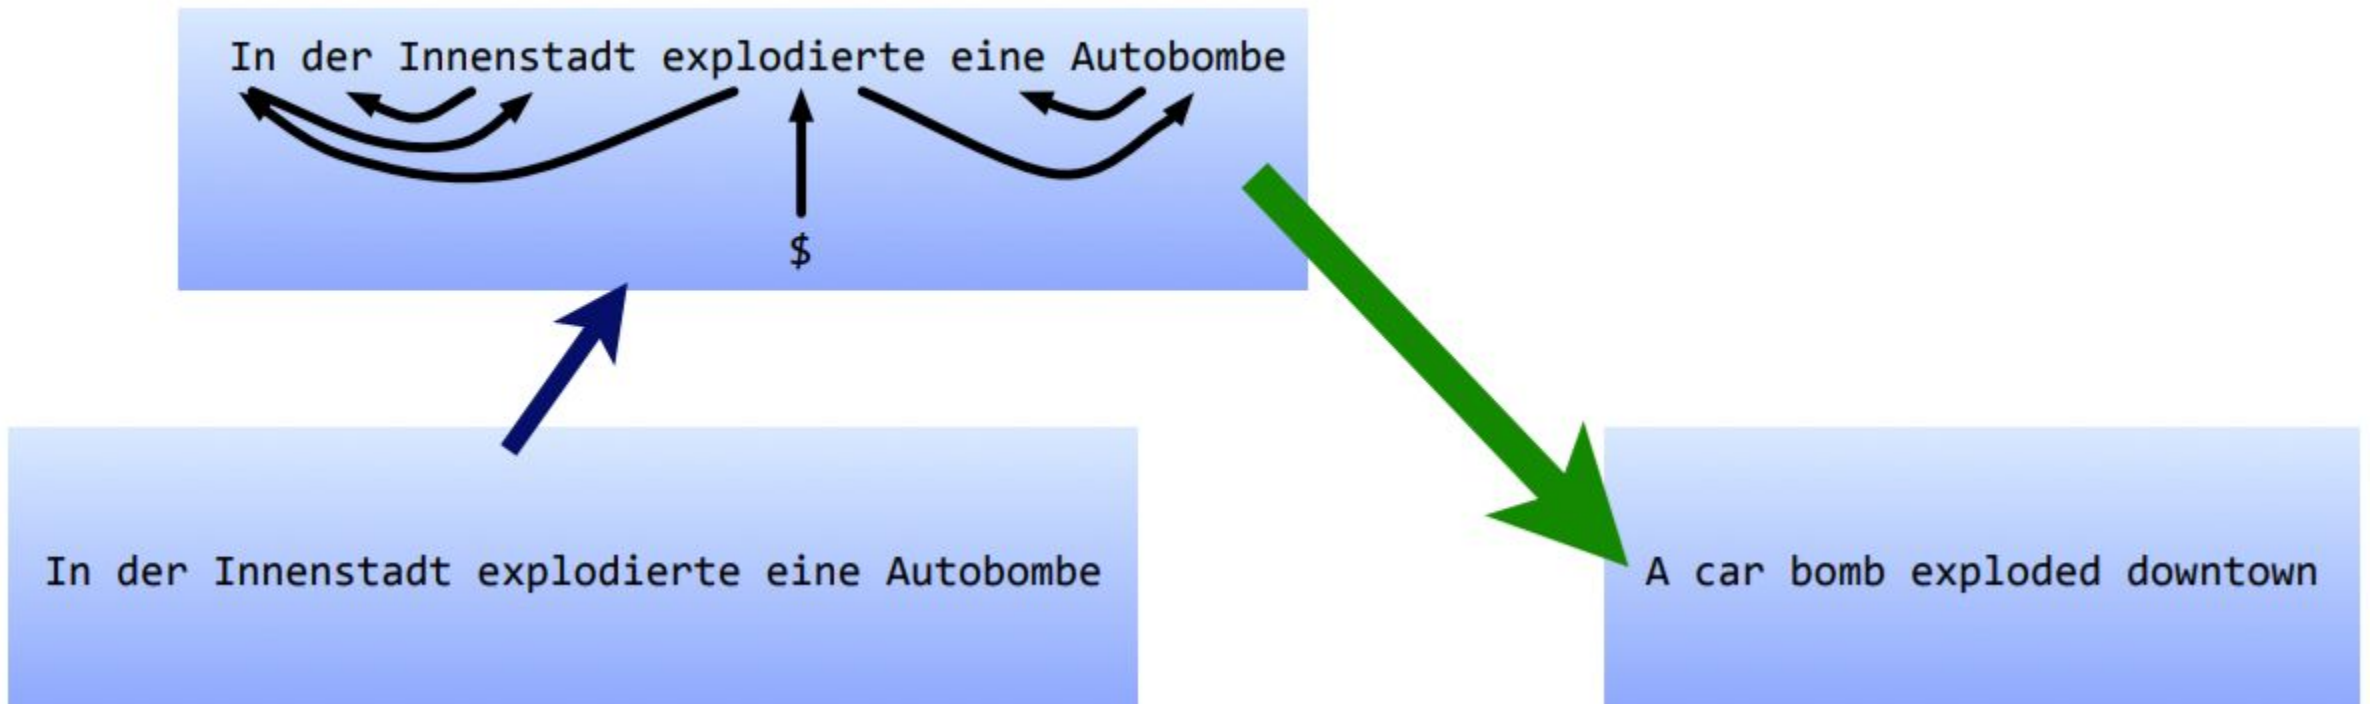 In der Innenstadt explodierte eine Autobombe
$
In der Innenstadt explodierte eine Autobombe
A car bomb exploded downtown